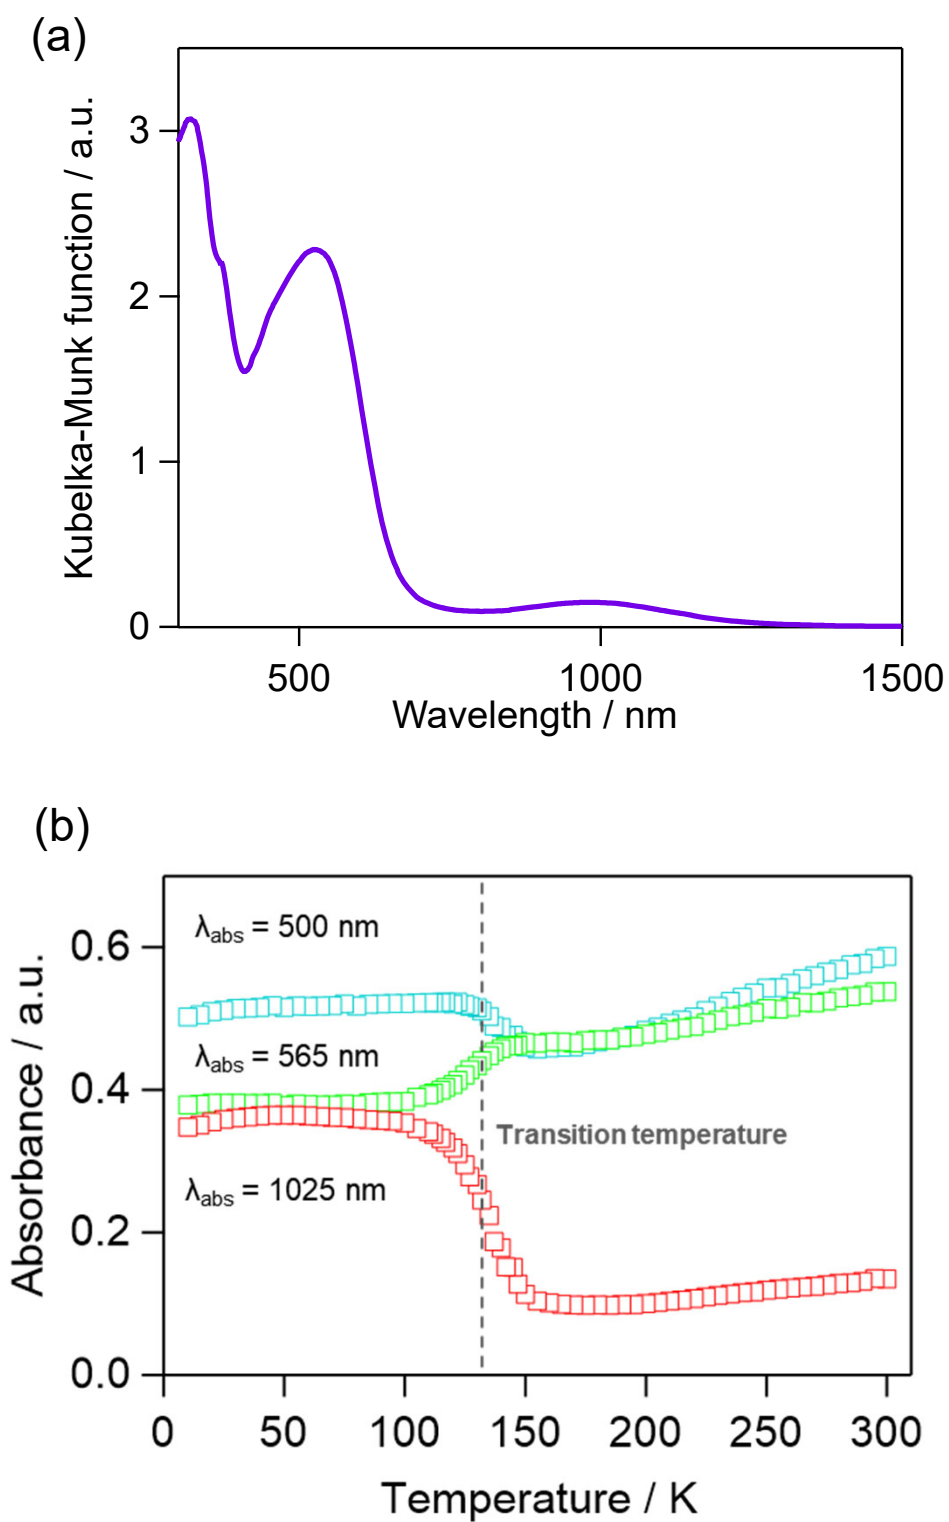 (a)
Kubelka-Munk function / a.u.
3
2
1
0
500 1000 1500
Wavelength / nm
(b)
Absorbance / a.u.
0.6
0.4
0.2
0.0
λabs = 500 nm
λabs = 565 nm
Transition temperature
λabs = 1025 nm
0 50 100 150 200 250 300
Temperature / K